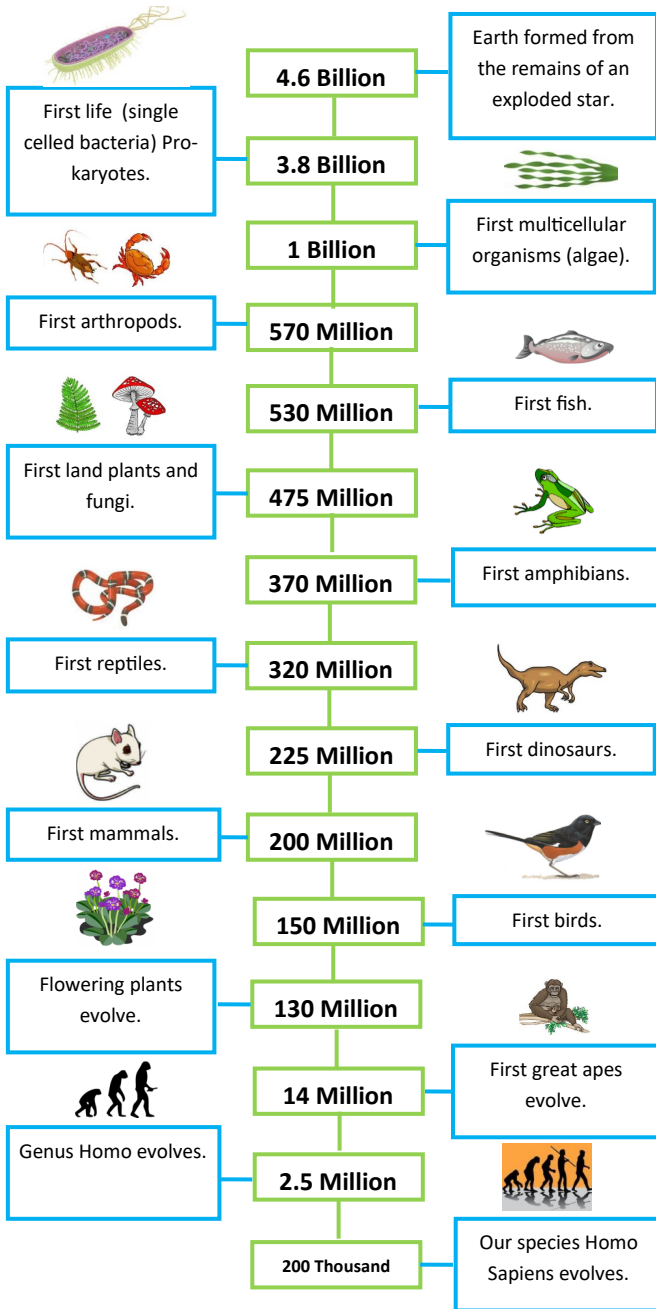 4.6 Billion
Earth formed from
the remains of an
exploded star.
First life (single
celled bacteria) Pro-
karyotes.
3.8 Billion
1 Billion
First multicellular
organisms (algae).
First arthropods.
570 Million
530 Million
First fish.
First land plants and
fungi.
475 Million
370 Million
First amphibians.
First reptiles.
320 Million
225 Million
First dinosaurs.
First mammals.
200 Million
150 Million
First birds.
Flowering plants
evolve.
130 Million
14 Million
First great apes
evolve.
Genus Homo evolves.
2.5 Million
200 Thousand
Our species Homo
Sapiens evolves.